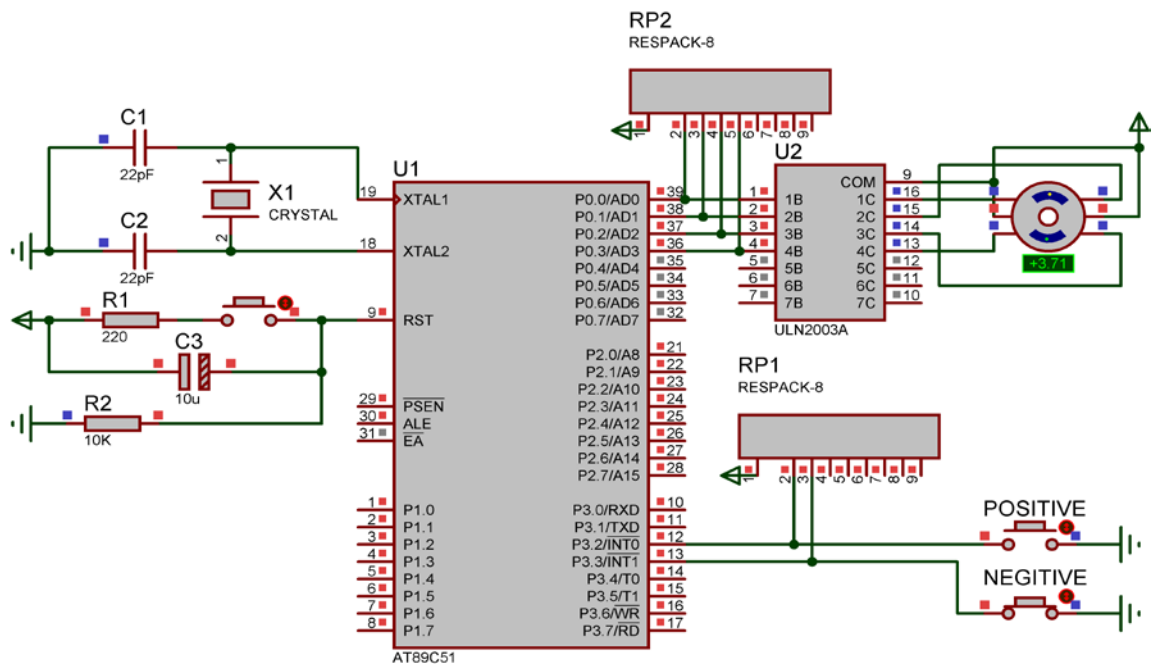 RP2
RESPACK-8
1 2 3 4 5 6 7 8 9
C1
22pF
1
X1
CRYSTAL
2
C2
22pF
R1
220
C3
10u
R2
10K
U1
19 XTAL1
18 XTAL2
9 RST
29 PSEN
30 ALE
31 EA
1 P1.0
2 P1.1
3 P1.2
4 P1.3
5 P1.4
6 P1.5
7 P1.6
8 P1.7
P0.0/AD0 39
P0.1/AD1 38
P0.2/AD2 37
P0.3/AD3 36
P0.4/AD4 35
P0.5/AD5 34
P0.6/AD6 33
P0.7/AD7 32
P2.0/A8 21
P2.1/A9 22
P2.2/A10 23
P2.3/A11 24
P2.4/A12 25
P2.5/A13 26
P2.6/A14 27
P2.7/A15 28
P3.0/RXD 10
P3.1/TXD 11
P3.2/INT0 12
P3.3/INT1 13
P3.4/T0 14
P3.5/T1 15
P3.6/WR 16
P3.7/RD 17
AT89C51
U2
COM 9
1 1B 1C 16
2 2B 2C 15
3 3B 3C 14
4 4B 4C 13
5 5B 5C 12
6 6B 6C 11
7 7B 7C 10
ULN2003A
+3.71
RP1
RESPACK-8
1 2 3 4 5 6 7 8 9
POSITIVE
NEGITIVE